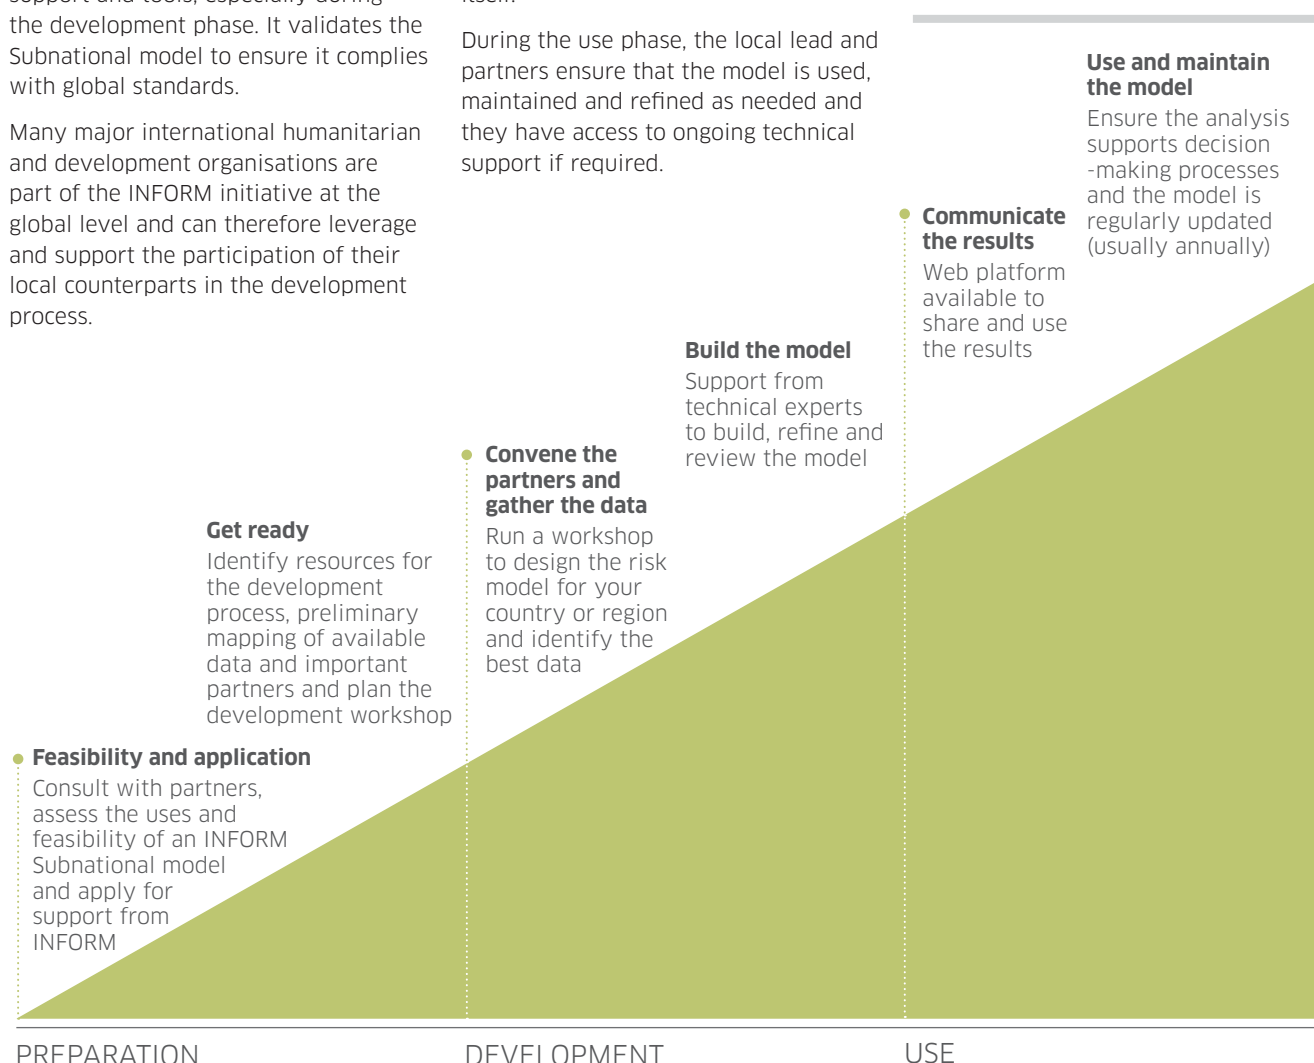 support and tools, especially during
the development phase. It validates the
Subnational model to ensure it complies
with global standards.
Many major international humanitarian
and development organisations are
part of the INFORM initiative at the
global level and can therefore leverage
and support the participation of their
local counterparts in the development
process.
itself.
During the use phase, the local lead and
partners ensure that the model is used,
maintained and refined as needed and
they have access to ongoing technical
support if required.
Feasibility and application
Consult with partners,
assess the uses and
feasibility of an INFORM
Subnational model
and apply for
support from
INFORM
Get ready
Identify resources for
the development
process, preliminary
mapping of available
data and important
partners and plan the
development workshop
Convene the
partners and
gather the data
Run a workshop
to design the risk
model for your
country or region
and identify the
best data
Build the model
Support from
technical experts
to build, refine and
review the model
Communicate
the results
Web platform
available to
share and use
the results
Use and maintain
the model
Ensure the analysis
supports decision
-making processes
and the model is
regularly updated
(usually annually)
PREPARATION
DEVELOPMENT
USE